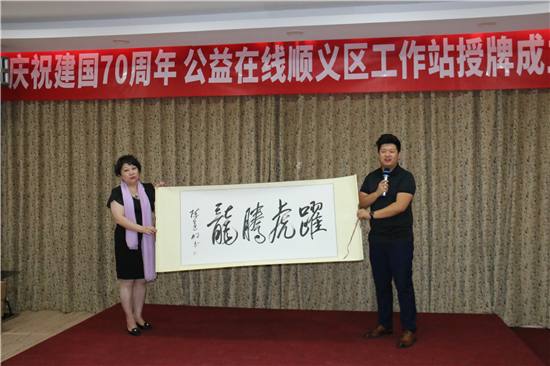 庆祝建国70周年 公益在线顺义区工作站授牌成
龍騰虎躍